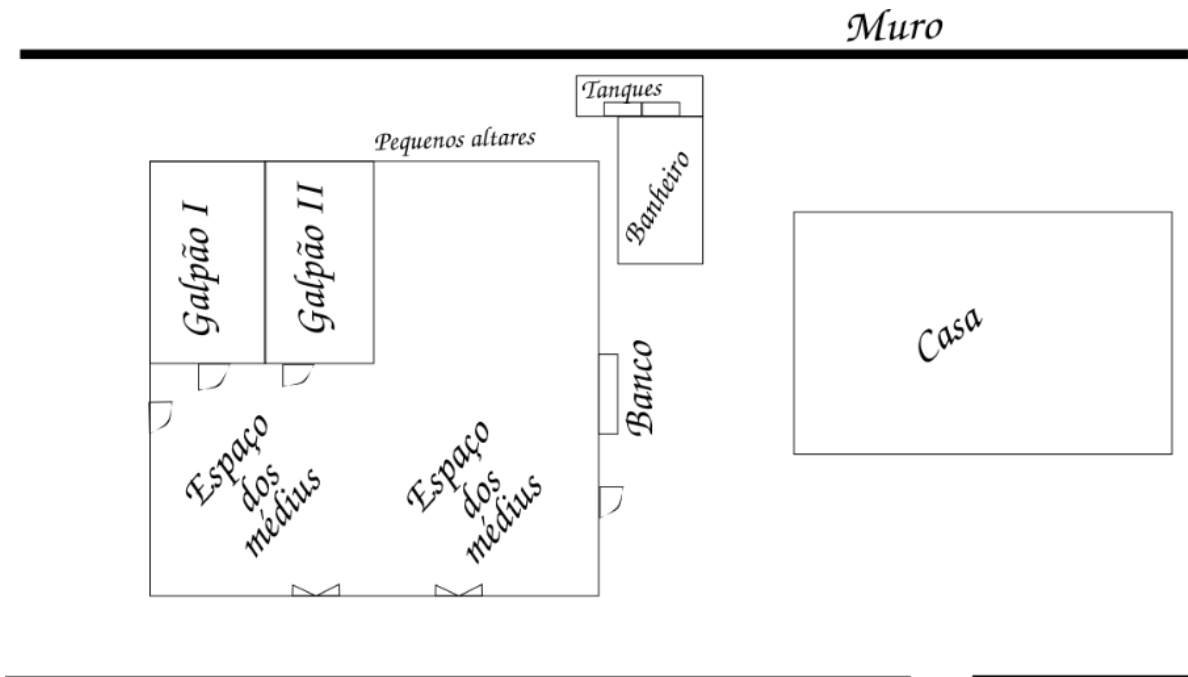 Muro
Tanques
Pequenos altares
Banheiro
Galpão I
Galpão II
Casa
Banco
Espaço
dos
médius
Espaço
dos
médius